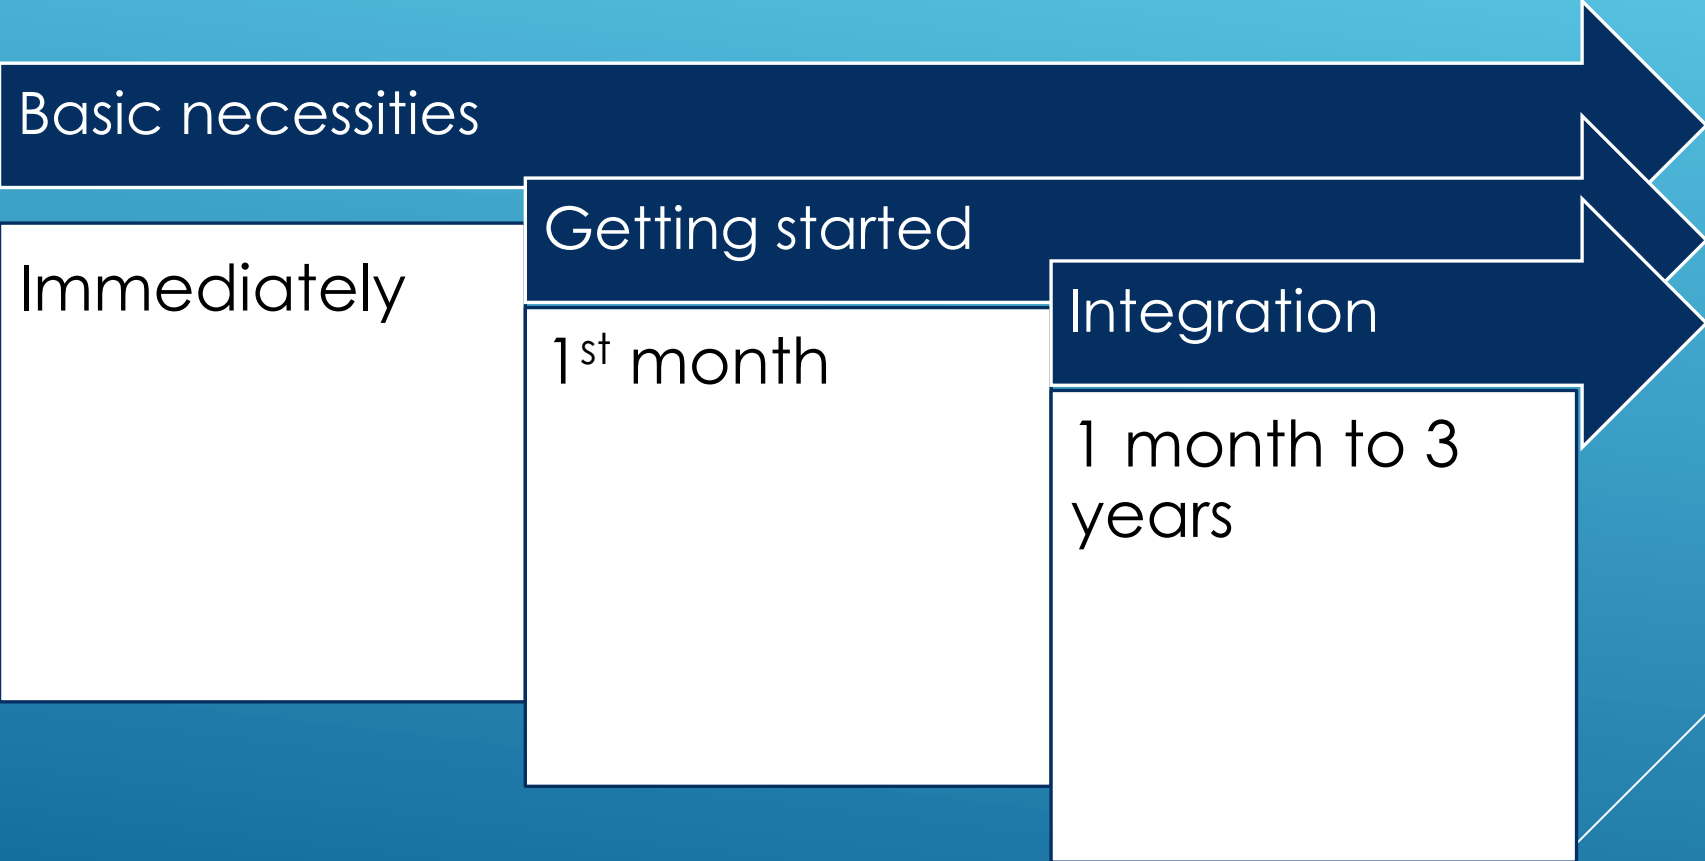 Basic necessities
Immediately
Getting started
1st month
Integration
1 month to 3
years